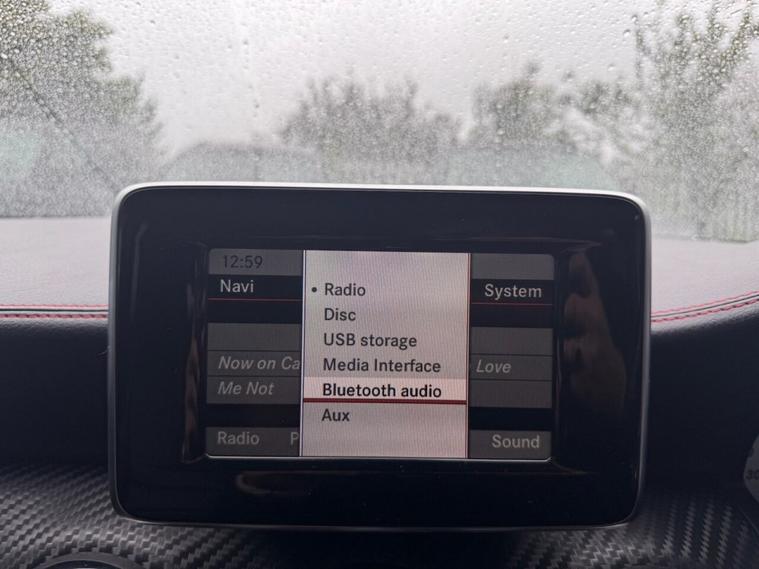 12:59
Navi
System
• Radio
Disc
USB storage
Media Interface
Bluetooth audio
Aux
Now on Ca Love
Me Not
Radio P Sound